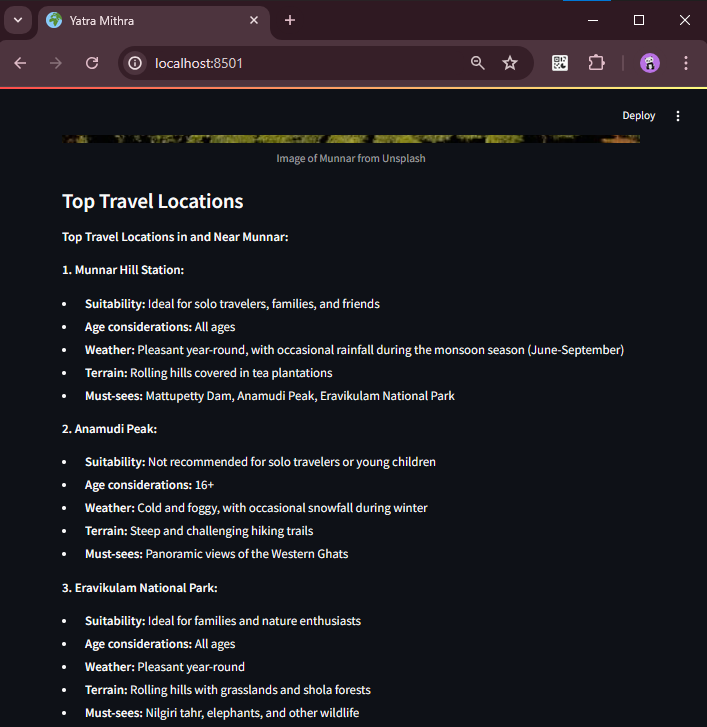 Yatra Mithra
localhost:8501
Deploy
Image of Munnar from Unsplash
Top Travel Locations
Top Travel Locations in and Near Munnar:
1. Munnar Hill Station:
• Suitability: Ideal for solo travelers, families, and friends
• Age considerations: All ages
• Weather: Pleasant year-round, with occasional rainfall during the monsoon season (June-September)
• Terrain: Rolling hills covered in tea plantations
• Must-sees: Mattupetty Dam, Anamudi Peak, Eravikulam National Park
2. Anamudi Peak:
• Suitability: Not recommended for solo travelers or young children
• Age considerations: 16+
• Weather: Cold and foggy, with occasional snowfall during winter
• Terrain: Steep and challenging hiking trails
• Must-sees: Panoramic views of the Western Ghats
3. Eravikulam National Park:
• Suitability: Ideal for families and nature enthusiasts
• Age considerations: All ages
• Weather: Pleasant year-round
• Terrain: Rolling hills with grasslands and shola forests
• Must-sees: Nilgiri tahr, elephants, and other wildlife